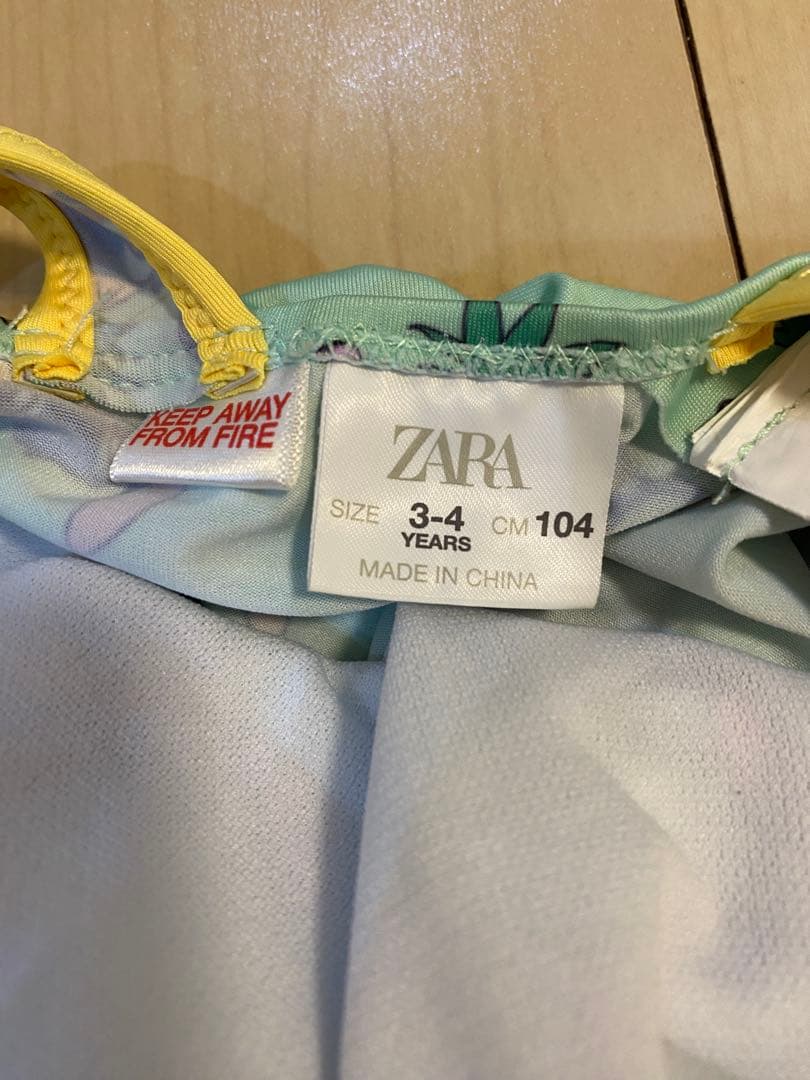 KEEP AWAY
FROM FIRE
ZARA
SIZE 3-4 YEARS CM 104
MADE IN CHINA